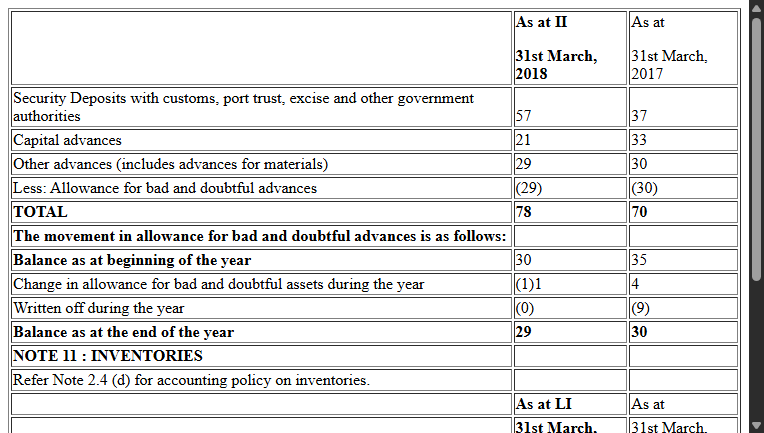 As at II As at
31st March, 31st March,
2018 2017
Security Deposits with customs, port trust, excise and other government
authorities 57 37
Capital advances 21 33
Other advances (includes advances for materials) 29 30
Less: Allowance for bad and doubtful advances (29) (30)
TOTAL 78 70
The movement in allowance for bad and doubtful advances is as follows:
Balance as at beginning of the year 30 35
Change in allowance for bad and doubtful assets during the year (1)1 4
Written off during the year (0) (9)
Balance as at the end of the year 29 30
NOTE 11 : INVENTORIES
Refer Note 2.4 (d) for accounting policy on inventories.
As at LI As at
31st March, 31st March,